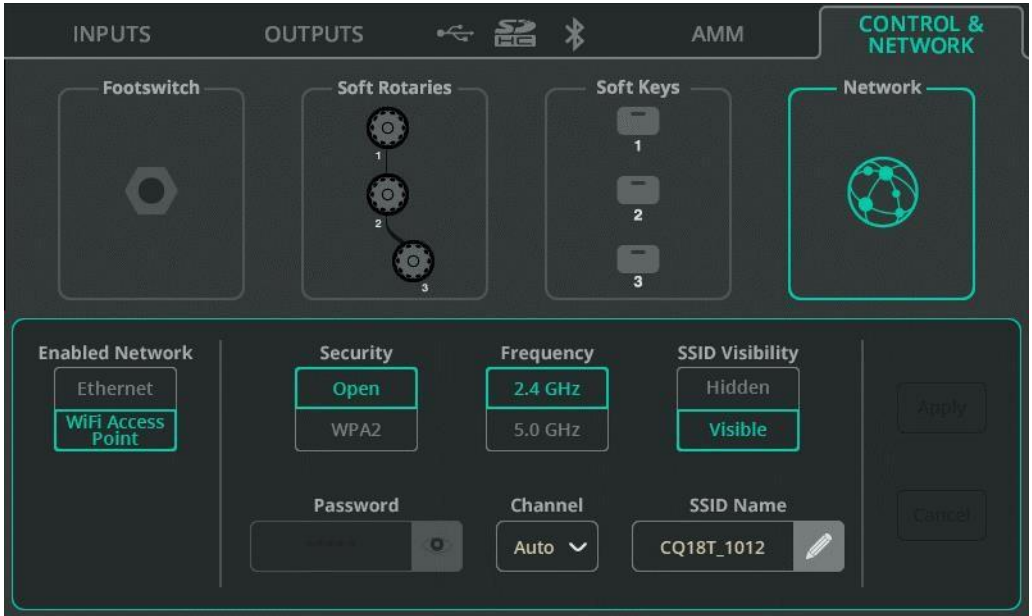 INPUTS
OUTPUTS
SD
HC
AMM
CONTROL &
NETWORK
Footswitch
Soft Rotaries
Soft Keys
Network
1
2
3
1
2
3
Enabled Network
Ethernet
WiFi Access
Point
Security
Open
WPA2
Frequency
2.4 GHz
5.0 GHz
SSID Visibility
Hidden
Visible
Apply
Password
Channel
Auto
SSID Name
CQ18T_1012
Cancel